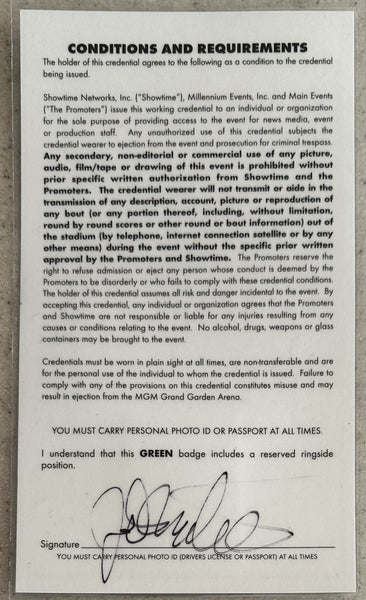 CONDITIONS AND REQUIREMENTS
The holder of this credential agrees to the following as a condition to the credential
being issued.
Showtime Networks, Inc. ("Showtime"), Millennium Events, Inc. and Main Events
("The Promoters") issue this working credential to an individual or organization
for the sole purpose of providing access to the event for news media, event
or production staff. Any unauthorized use of this credential subjects the
credential wearer to ejection from the event and prosecution for criminal trespass.
Any secondary, non-editorial or commercial use of any picture,
audio, film/tape or drawing of this event is prohibited without
prior specific written authorization from Showtime and the
Promoters. The credential wearer will not transmit or aide in the
transmission of any description, account, picture or reproduction of
any bout (or any portion thereof, including, without limitation,
round by round scores or other round or bout information) out of
the stadium (by telephone, internet connection satellite or by any
other means) during the event without the specific prior written
approval by the Promoters and Showtime. The Promoters reserve the
right to refuse admission or eject any person whose conduct is deemed by the
Promoters to be disorderly or who fails to comply with these credential conditions.
The holder of this credential assumes all risk and danger incidental to the event. By
accepting this credential, any individual or organization agrees that the Promoters
and Showtime are not responsible or liable for any injuries resulting from any
causes or conditions relating to the event. No alcohol, drugs, weapons or glass
containers may be brought to the event.
Credentials must be worn in plain sight at all times, are non-transferable and are
for the personal use of the individual to whom the credential is issued. Failure to
comply with any of the provisions on this credential constitutes misuse and may
result in ejection from the MGM Grand Garden Arena.
YOU MUST CARRY PERSONAL PHOTO ID OR PASSPORT AT ALL TIMES.
I understand that this GREEN badge includes a reserved ringside
position.
Signature
YOU MUST CARRY PERSONAL PHOTO ID (DRIVERS LICENSE OR PASSPORT) AT ALL TIMES